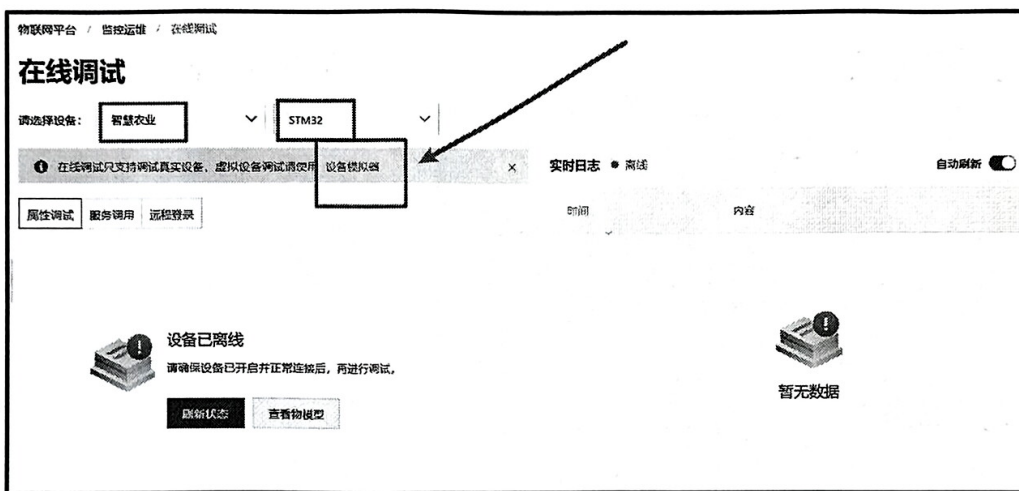 物联网平台 / 监控运维 / 在线调试
在线调试
请选择设备： 智慧农业 STM32
在线调试只支持调试真实设备，虚拟设备调试请使用 设备模拟器 ×
实时日志 • 离线 自动刷新
属性调试 服务调用 远程登录
时间 内容
设备已离线
请确保设备已开启并正常连接后，再进行调试。
刷新状态 查看物模型
暂无数据